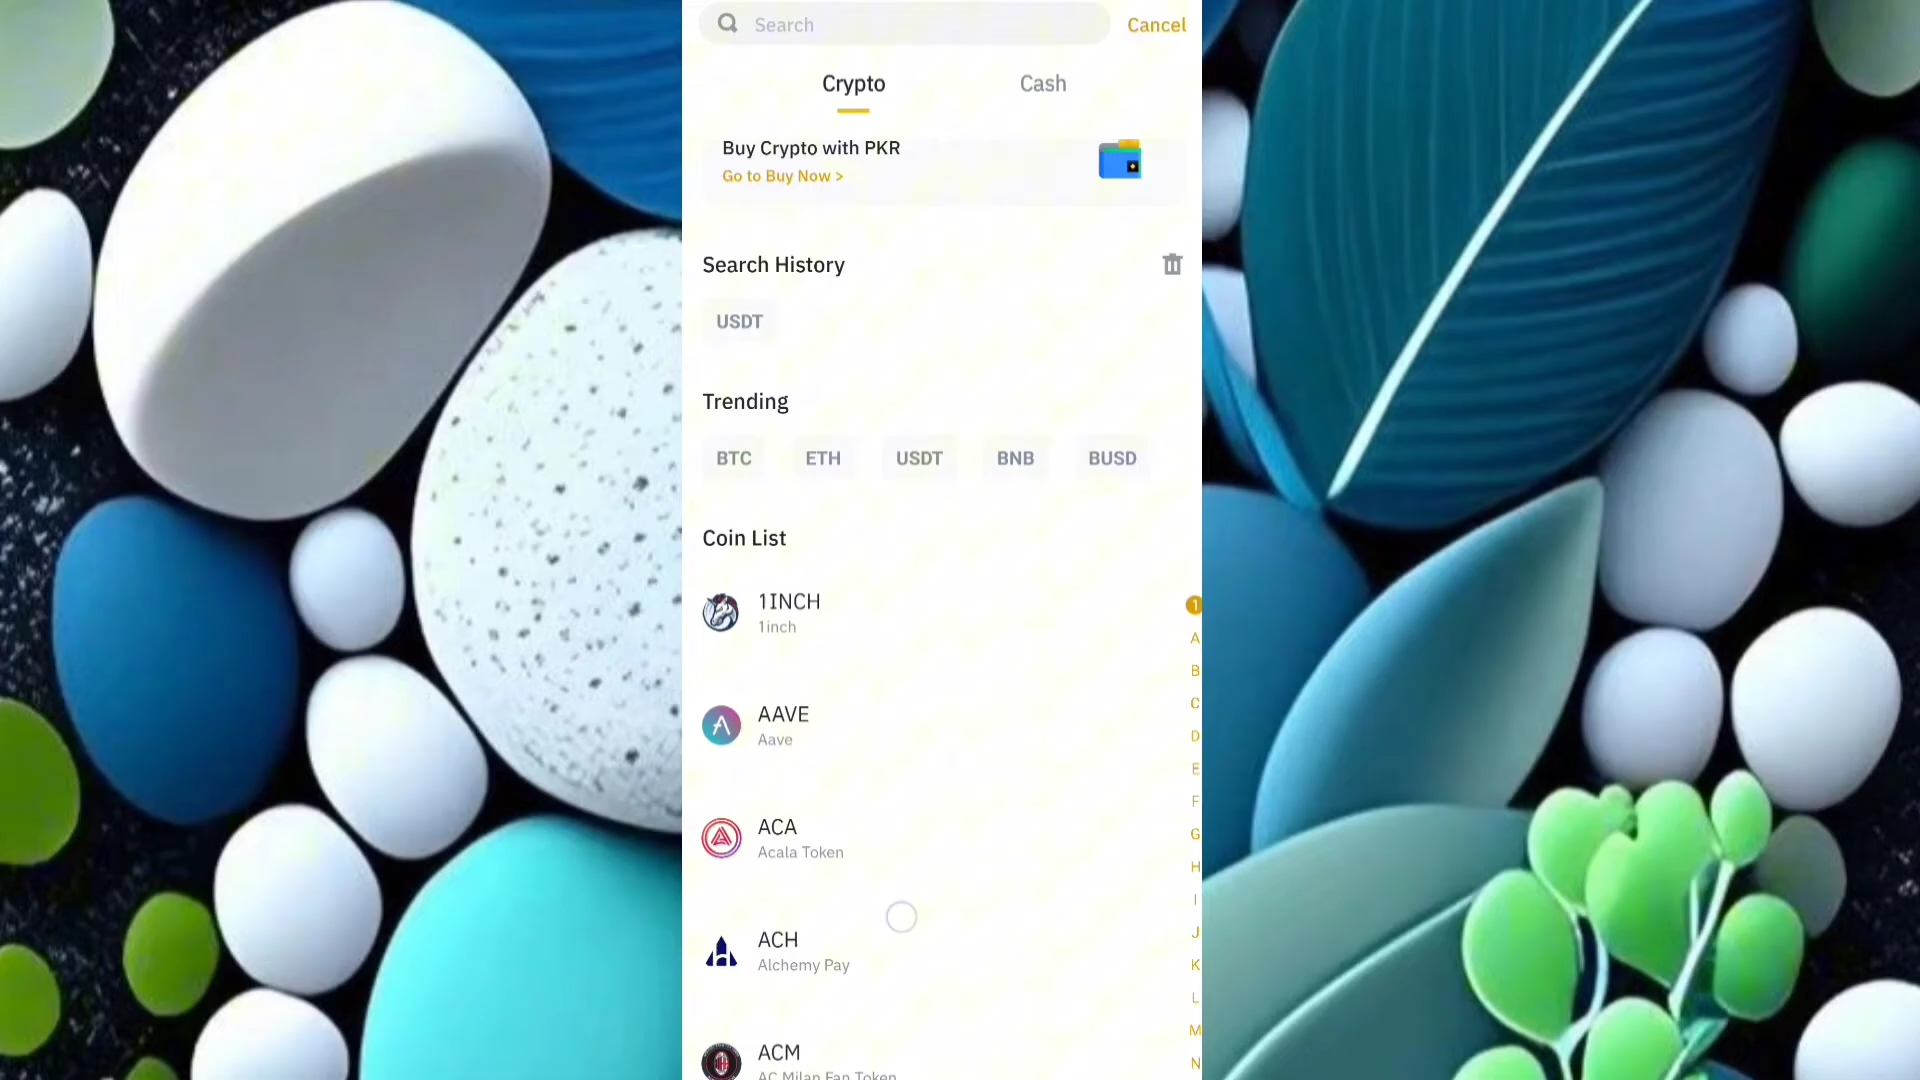 Search
Cancel
Crypto
Cash
Buy Crypto with PKR
Go to Buy Now >
Search History
USDT
Trending
BTC
ETH
USDT
BNB
BUSD
Coin List
1INCH
1inch
AAVE
Aave
ACA
Acala Token
ACH
Alchemy Pay
ACM
AC Milan Fan Token
1
A
B
C
D
E
F
G
H
I
J
K
L
M
N